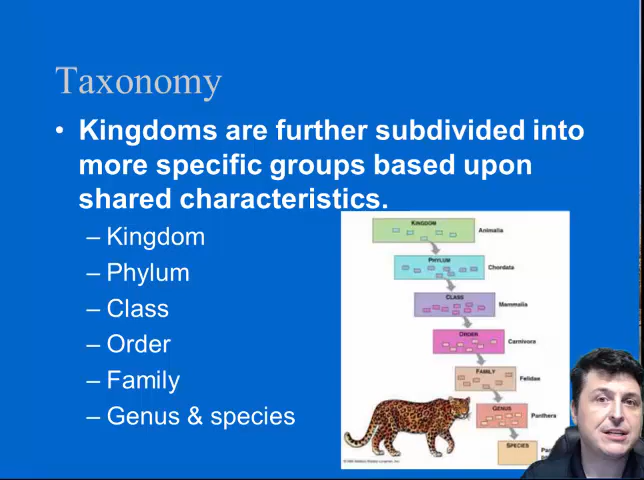 Taxonomy
• Kingdoms are further subdivided into
more specific groups based upon
shared characteristics.
– Kingdom
– Phylum
– Class
– Order
– Family
– Genus & species
KINGDOM
Animalia
PHYLUM
Chordata
CLASS
Mammalia
ORDER
Carnivora
FAMILY
Felidae
GENUS
Panthera
SPECIES